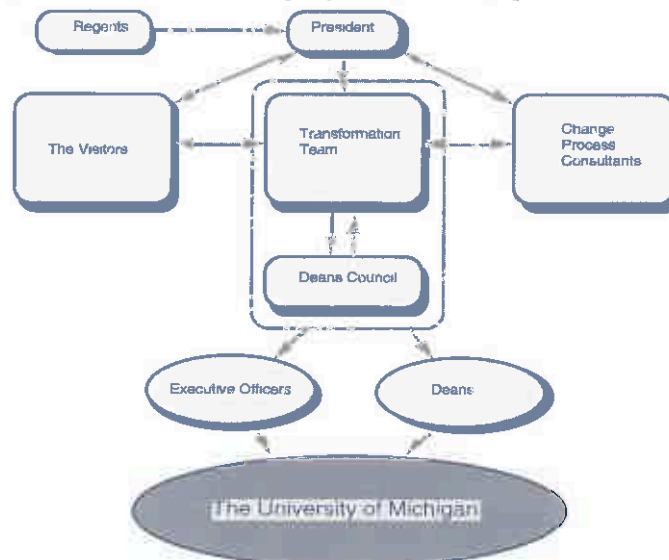 Regents
President
The Visitors
Transformation
Team
Change
Process
Consultants
Deans Council
Executive Officers
Deans
The University of Michigan